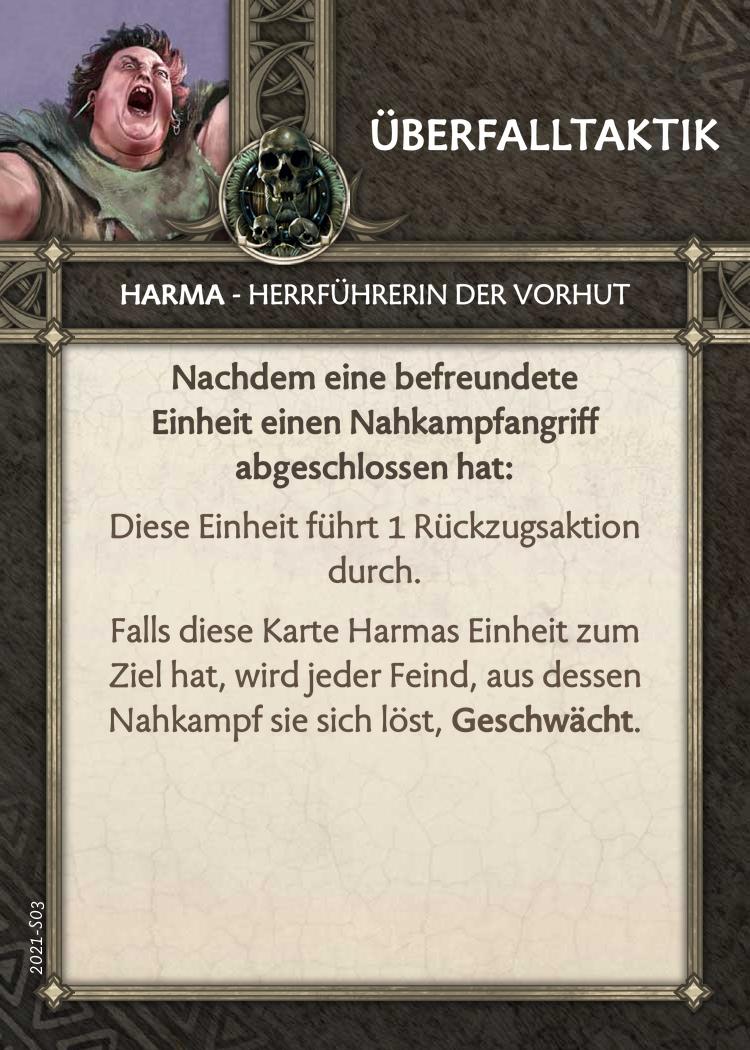 ÜBERFALLTAKTIK
HARMA - HERRFÜHRERIN DER VORHUT
Nachdem eine befreundete
Einheit einen Nahkampfangriff
abgeschlossen hat:
Diese Einheit führt 1 Rückzugsaktion
durch.
Falls diese Karte Harmas Einheit zum
Ziel hat, wird jeder Feind, aus dessen
Nahkampf sie sich löst, Geschwächt.
2021-S03